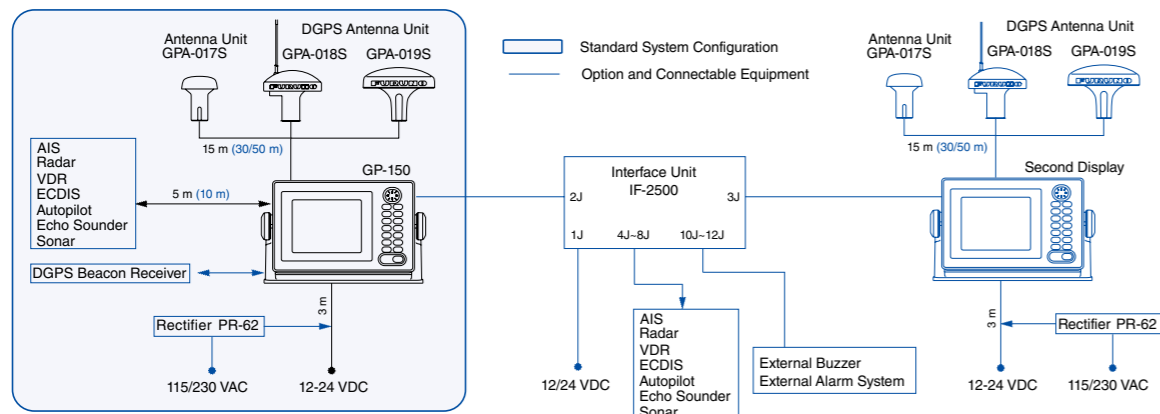 Antenna Unit
GPA-017S
DGPS Antenna Unit
GPA-018S
GPA-019S
FURUNO
FURUNO
15 m (30/50 m)
AIS
Radar
VDR
ECDIS
Autopilot
Echo Sounder
Sonar
5 m (10 m)
GP-150
DGPS Beacon Receiver
3 m
Rectifier PR-62
115/230 VAC
12-24 VDC
Standard System Configuration
Option and Connectable Equipment
Interface Unit
IF-2500
2J
3J
1J
4J~8J
10J~12J
12/24 VDC
AIS
Radar
VDR
ECDIS
Autopilot
Echo Sounder
Sonar
External Buzzer
External Alarm System
Antenna Unit
GPA-017S
DGPS Antenna Unit
GPA-018S
GPA-019S
FURUNO
FURUNO
15 m (30/50 m)
Second Display
3 m
Rectifier PR-62
12-24 VDC
115/230 VAC